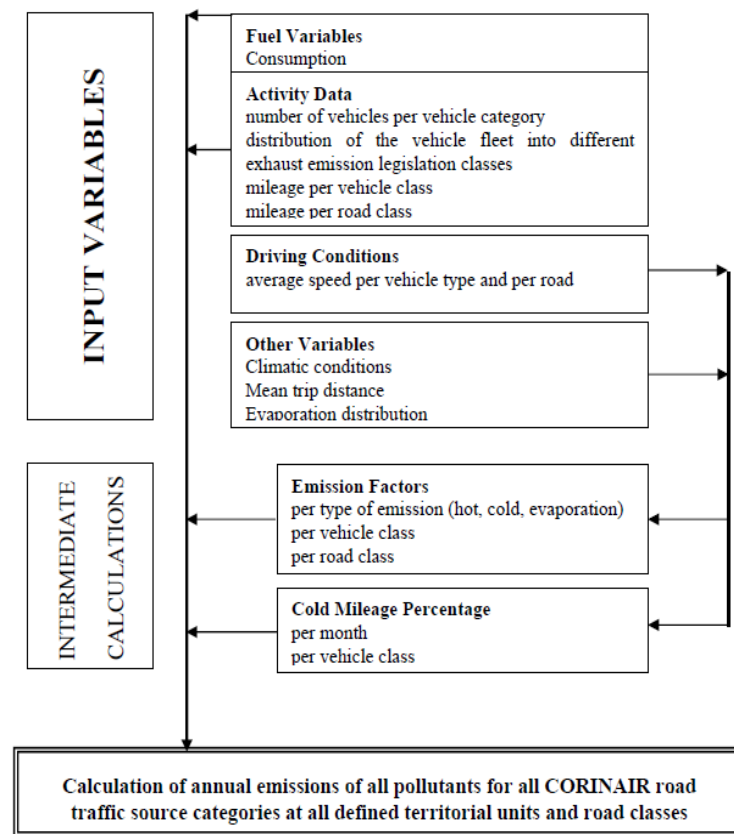 INPUT VARIABLES
Fuel Variables
Consumption
Activity Data
number of vehicles per vehicle category
distribution of the vehicle fleet into different
exhaust emission legislation classes
mileage per vehicle class
mileage per road class
Driving Conditions
average speed per vehicle type and per road
Other Variables
Climatic conditions
Mean trip distance
Evaporation distribution
INTERMEDIATE
CALCULATIONS
Emission Factors
per type of emission (hot, cold, evaporation)
per vehicle class
per road class
Cold Mileage Percentage
per month
per vehicle class
Calculation of annual emissions of all pollutants for all CORINAIR road
traffic source categories at all defined territorial units and road classes